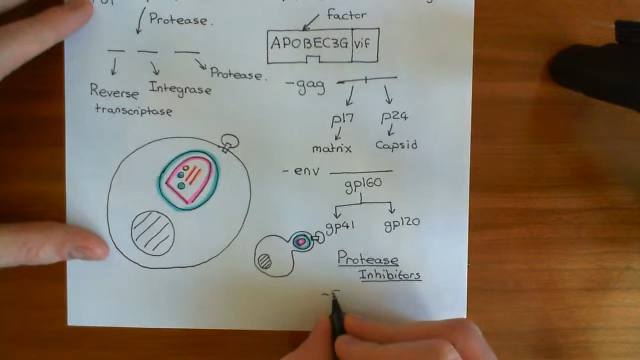 Protease.
Reverse
transcriptase
Integrase
Protease.
factor
APOBEC3G vif
-gag
p17
p24
matrix
Capsid
-env
gp160
gp41
gp120
Protease
Inhibitors
-